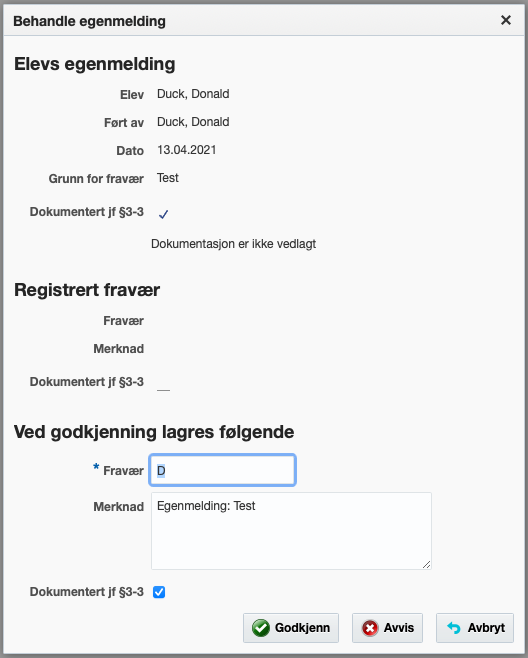 Behandle egenmelding
Elevs egenmelding
Elev Duck, Donald
Ført av Duck, Donald
Dato 13.04.2021
Grunn for fravær Test
Dokumentert jf §3-3
Dokumentasjon er ikke vedlagt
Registrert fravær
Fravær
Merknad
Dokumentert jf §3-3
Ved godkjenning lagres følgende
* Fravær D
Merknad Egenmelding: Test
Dokumentert jf §3-3
Godkjenn Avvis Avbryt